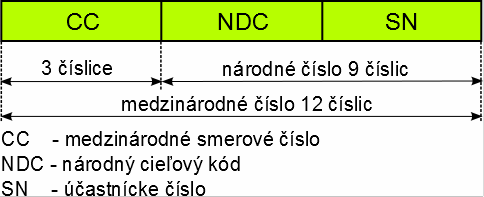 CC NDC SN
3 číslice národné číslo 9 číslic
medzinárodné číslo 12 číslic
CC - medzinárodné smerové číslo
NDC - národný cieľový kód
SN - účastnícke číslo